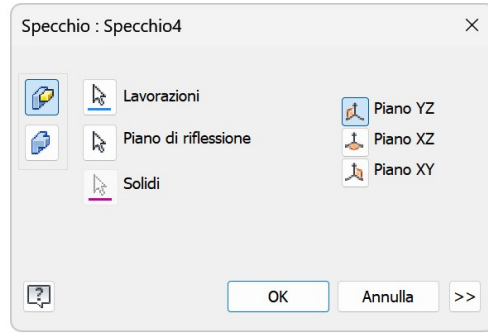 Specchio : Specchio4
Lavorazioni
Piano di riflessione
Solidi
Piano YZ
Piano XZ
Piano XY
?
OK
Annulla
>>